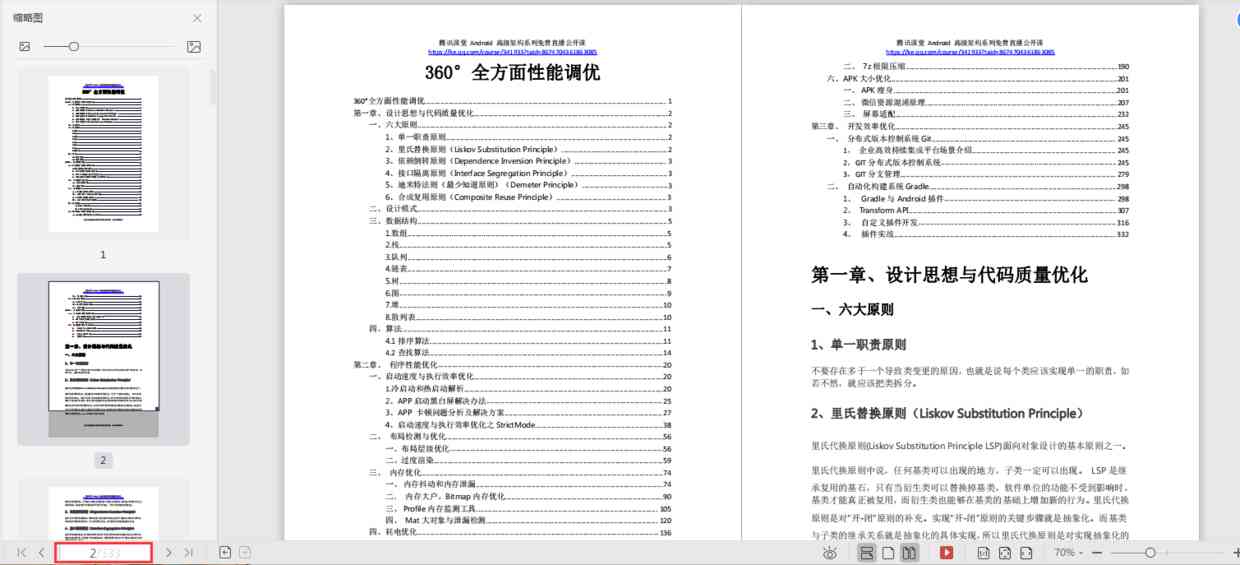 缩略图
1
2
腾讯课堂 Android 高级架构系列免费直播公开课
360°全方面性能调优
360°全方面性能调优 1
第一章、设计思想与代码质量优化 2
一、六大原则 2
1、单一职责原则 2
2、里氏替换原则（Liskov Substitution Principle） 2
3、依赖倒转原则（Dependence Inversion Principle） 3
4、接口隔离原则（Interface Segregation Principle） 3
5、迪米特法则（最少知道原则）（Demeter Principle） 3
6、合成复用原则（Composite Reuse Principle） 3
二、设计模式 3
三、数据结构 5
1.数组 5
2.栈 5
3.队列 6
4.链表 7
5.树 8
6.图 9
7.堆 10
8.散列表 10
四、算法 11
4.1 排序算法 11
4.2 查找算法 14
第二章、 程序性能优化 20
一、启动速度与执行效率优化 20
1.冷启动和热启动解析 20
2、APP 启动黑白屏解决办法 25
3、APP 卡顿问题分析及解决方案 27
4、启动速度与执行效率优化之 StrictMode 38
二、 布局检测与优化 56
一、布局层级优化 56
二、过度渲染 59
三、 内存优化 74
一、 内存抖动和内存泄漏 74
二、 内存大户，Bitmap 内存优化 90
三、 Profile 内存监测工具 105
四、 Mat 大对象与泄漏检测 120
四、耗电优化 136
腾讯课堂 Android 高级架构系列免费直播公开课
二、 7z 极限压缩 190
六、APK 大小优化 201
一、 APK 瘦身 201
二、 微信资源混淆原理 207
三、 屏幕适配 232
第三章、 开发效率优化 245
一、 分布式版本控制系统 Git 245
1、 企业高效持续集成平台场景介绍 245
2、GIT 分布式版本控制系统 245
3、GIT 分支管理 279
二、 自动化构建系统 Gradle 298
1、 Gradle 与 Android 插件 298
2、 Transform API 307
3、 自定义插件开发 316
4、 插件实战 332
第一章、设计思想与代码质量优化
一、六大原则
1、单一职责原则
不要存在多于一个导致类变更的原因，也就是说每个类应该实现单一的职责，如
若不然，就应该把类拆分。
2、里氏替换原则（Liskov Substitution Principle）
里氏代换原则(Liskov Substitution Principle LSP)面向对象设计的基本原则之一。
里氏代换原则中说，任何基类可以出现的地方，子类一定可以出现。 LSP 是继
承复用的基石，只有当衍生类可以替换掉基类，软件单位的功能不受到影响时，
基类才能真正被复用，而衍生类也能够在基类的基础上增加新的行为。里氏代换
原则是对“开-闭”原则的补充。实现“开-闭”原则的关键步骤就是抽象化。而基类
与子类的继承关系就是抽象化的具体实现，所以里氏代换原则是对实现抽象化的
2/333
70%